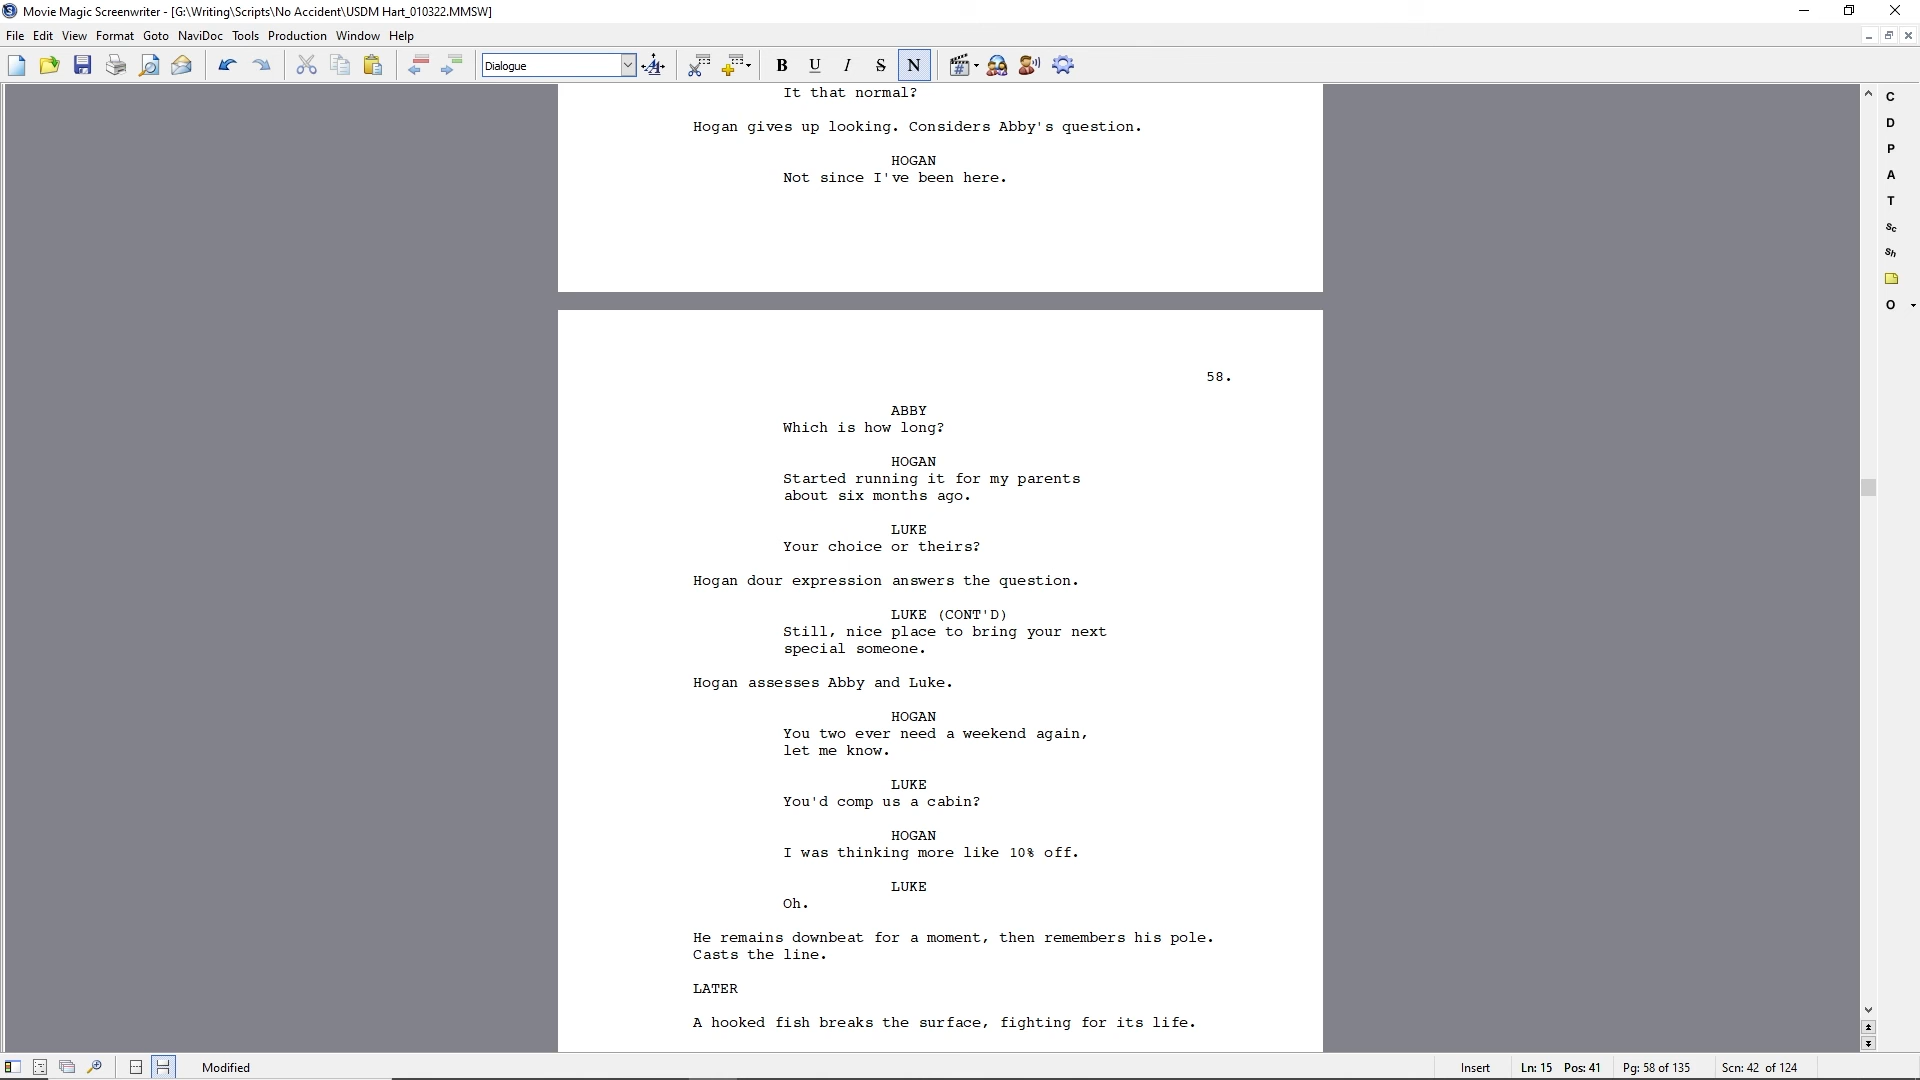 Movie Magic Screenwriter - [G:\Writing\Scripts\No Accident\USDM Hart_010322.MMSW]
File Edit View Format Goto NaviDoc Tools Production Window Help
Dialogue A B U I S N
It that normal?
Hogan gives up looking. Considers Abby's question.
HOGAN
Not since I've been here.
58.
ABBY
Which is how long?
HOGAN
Started running it for my parents
about six months ago.
LUKE
Your choice or theirs?
Hogan dour expression answers the question.
LUKE (CONT'D)
Still, nice place to bring your next
special someone.
Hogan assesses Abby and Luke.
HOGAN
You two ever need a weekend again,
let me know.
LUKE
You'd comp us a cabin?
HOGAN
I was thinking more like 10% off.
LUKE
Oh.
He remains downbeat for a moment, then remembers his pole.
Casts the line.
LATER
A hooked fish breaks the surface, fighting for its life.
C
D
P
A
T
Sc
Sh
O
Modified Insert Ln: 15 Pos: 41 Pg: 58 of 135 Scn: 42 of 124